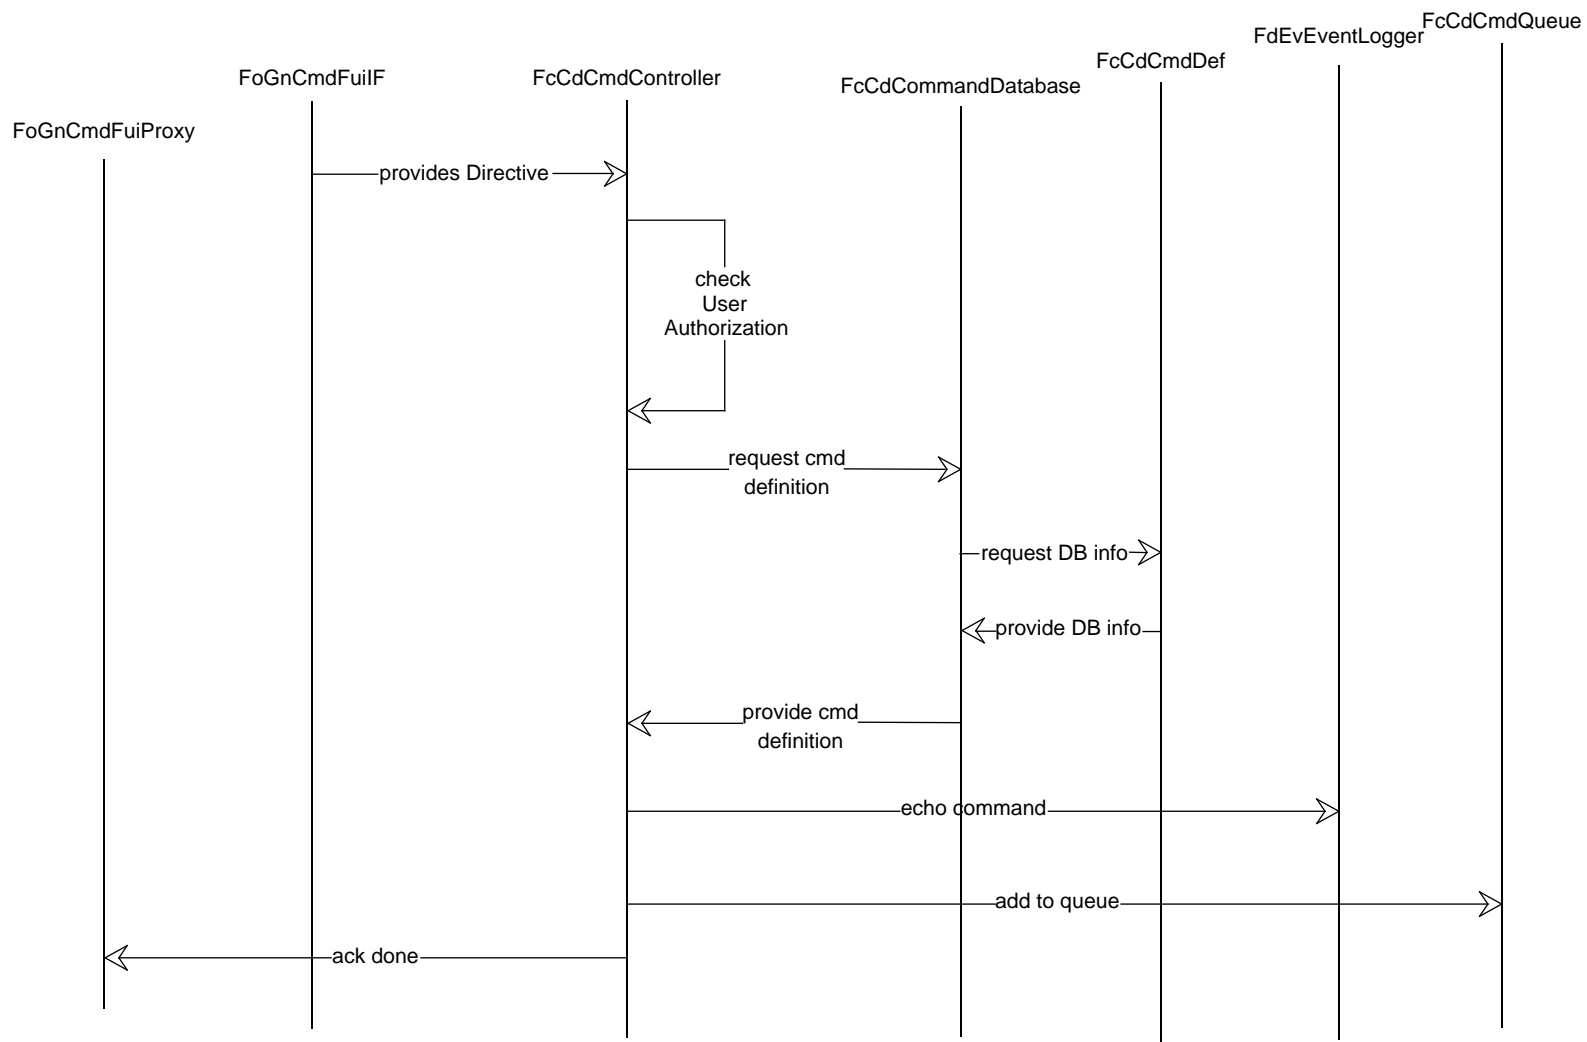 FcCdCmdQueue
FdEvEventLogger
FcCdCmdDef
FoGnCmdFuiIF
FcCdCmdController
FcCdCommandDatabase
FoGnCmdFuiProxy
provides Directive
check
User
Authorization
request cmd
definition
request DB info
provide DB info
provide cmd
definition
echo command
add to queue
ack done